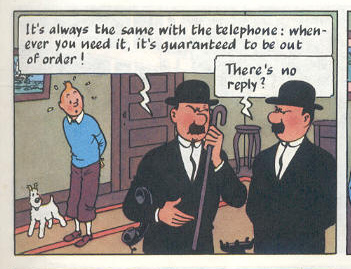 It's always the same with the telephone: when-
ever you need it, it's guaranteed to be out
of order!
There's no
reply?